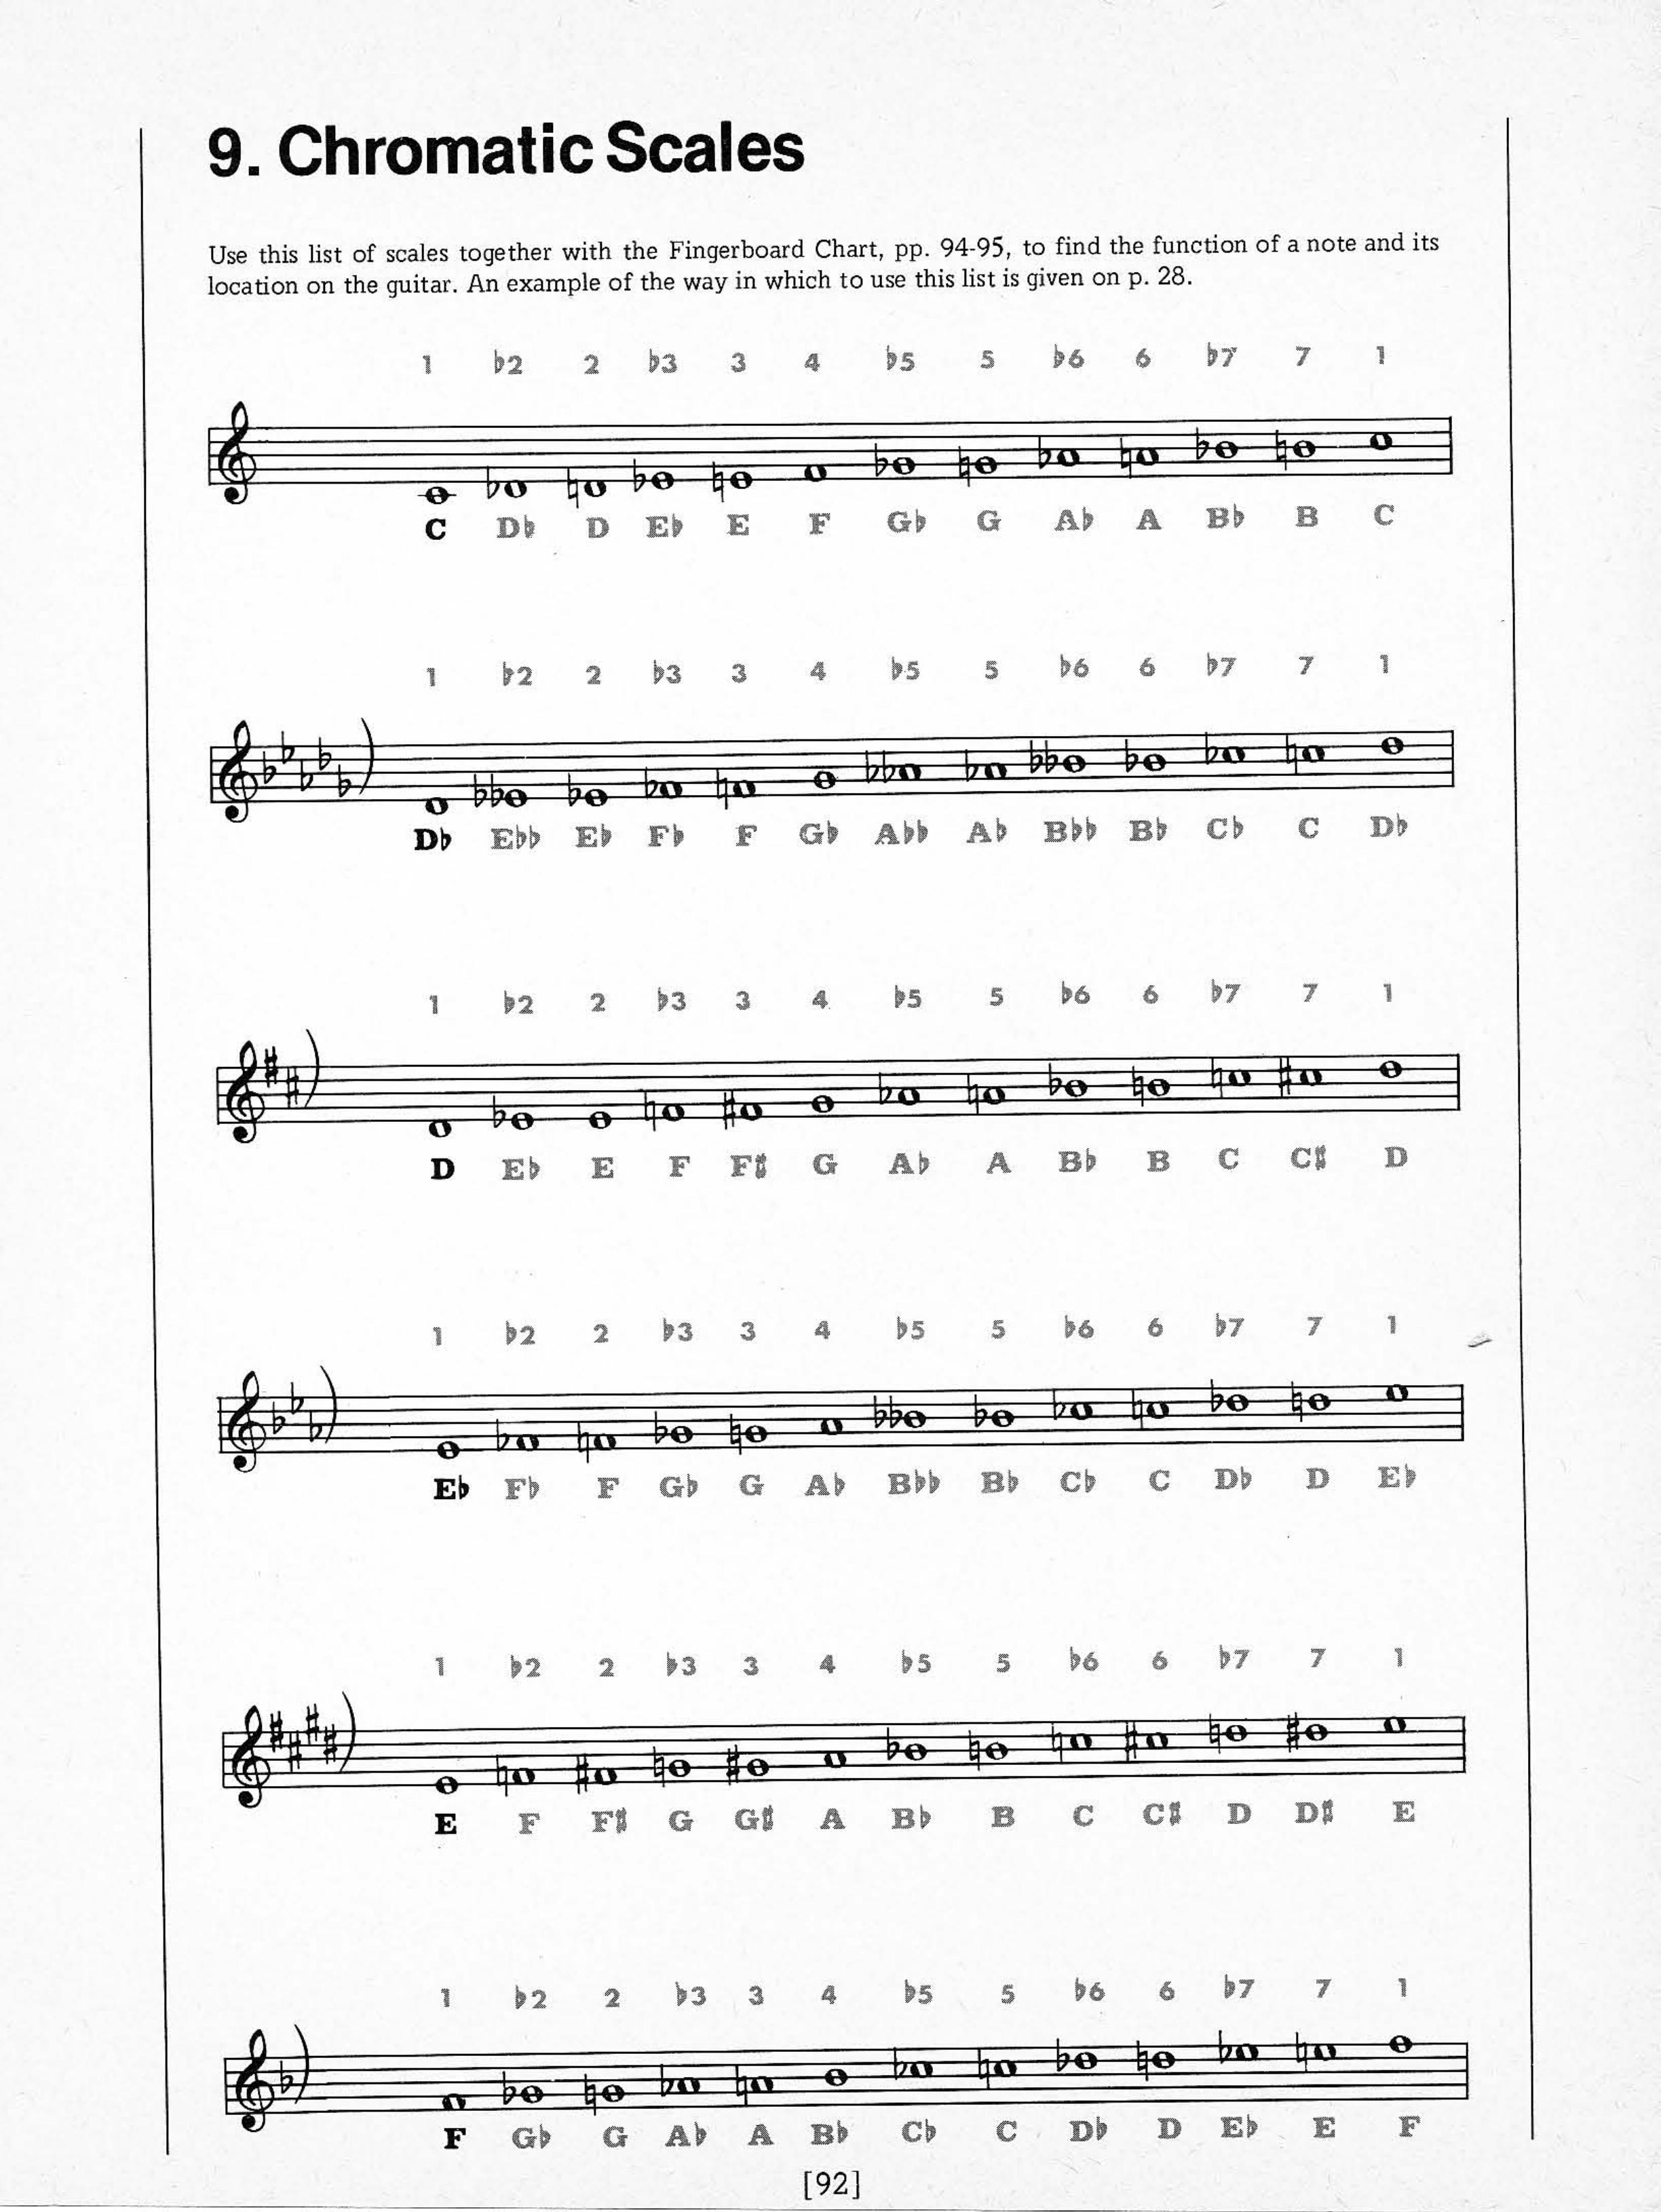 9. Chromatic Scales
Use this list of scales together with the Fingerboard Chart, pp. 94-95, to find the function of a note and its
location on the guitar. An example of the way in which to use this list is given on p. 28.
1 ♭2 2 ♭3 3 4 ♭5 5 ♭6 6 ♭7 7 1
C D♭ D E♭ E F G♭ G A♭ A B♭ B C
1 ♭2 2 ♭3 3 4 ♭5 5 ♭6 6 ♭7 7 1
D♭ E♭♭ E♭ F♭ F G♭ A♭♭ A♭ B♭♭ B♭ C♭ C D♭
1 ♭2 2 ♭3 3 4 ♭5 5 ♭6 6 ♭7 7 1
D E♭ E F F♯ G A♭ A B♭ B C C♯ D
1 ♭2 2 ♭3 3 4 ♭5 5 ♭6 6 ♭7 7 1
E♭ F♭ F G♭ G A♭ B♭♭ B♭ C♭ C D♭ D E♭
1 ♭2 2 ♭3 3 4 ♭5 5 ♭6 6 ♭7 7 1
E F F♯ G G♯ A B♭ B C C♯ D D♯ E
1 ♭2 2 ♭3 3 4 ♭5 5 ♭6 6 ♭7 7 1
F G♭ G A♭ A B♭ C♭ C D♭ D E♭ E F
[92]